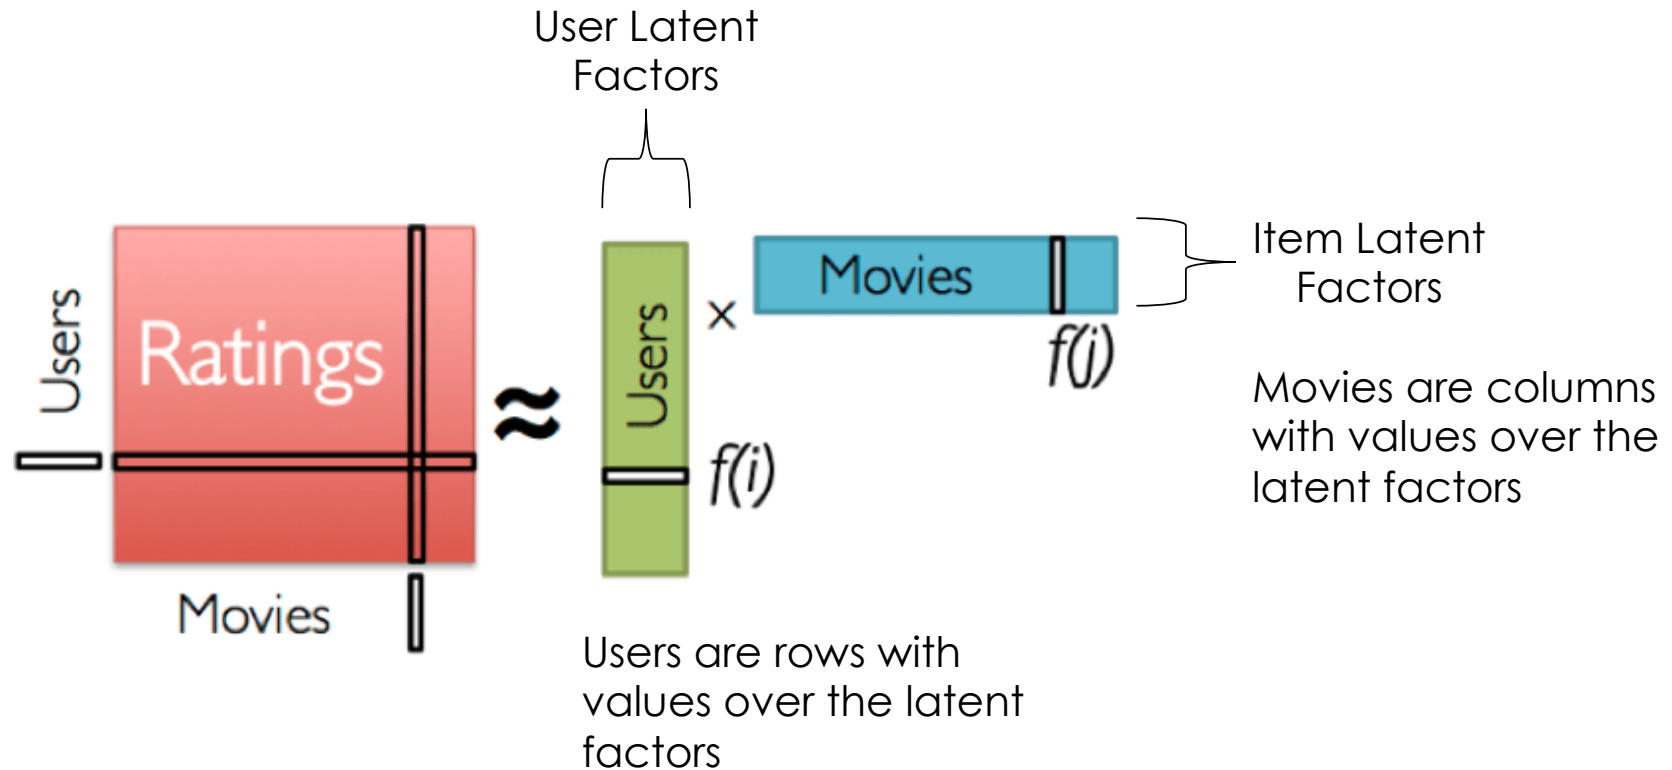 User Latent
Factors
Users
Ratings
Movies
≈
Users
f(i)
×
Movies
f(j)
Item Latent
Factors
Movies are columns
with values over the
latent factors
Users are rows with
values over the latent
factors